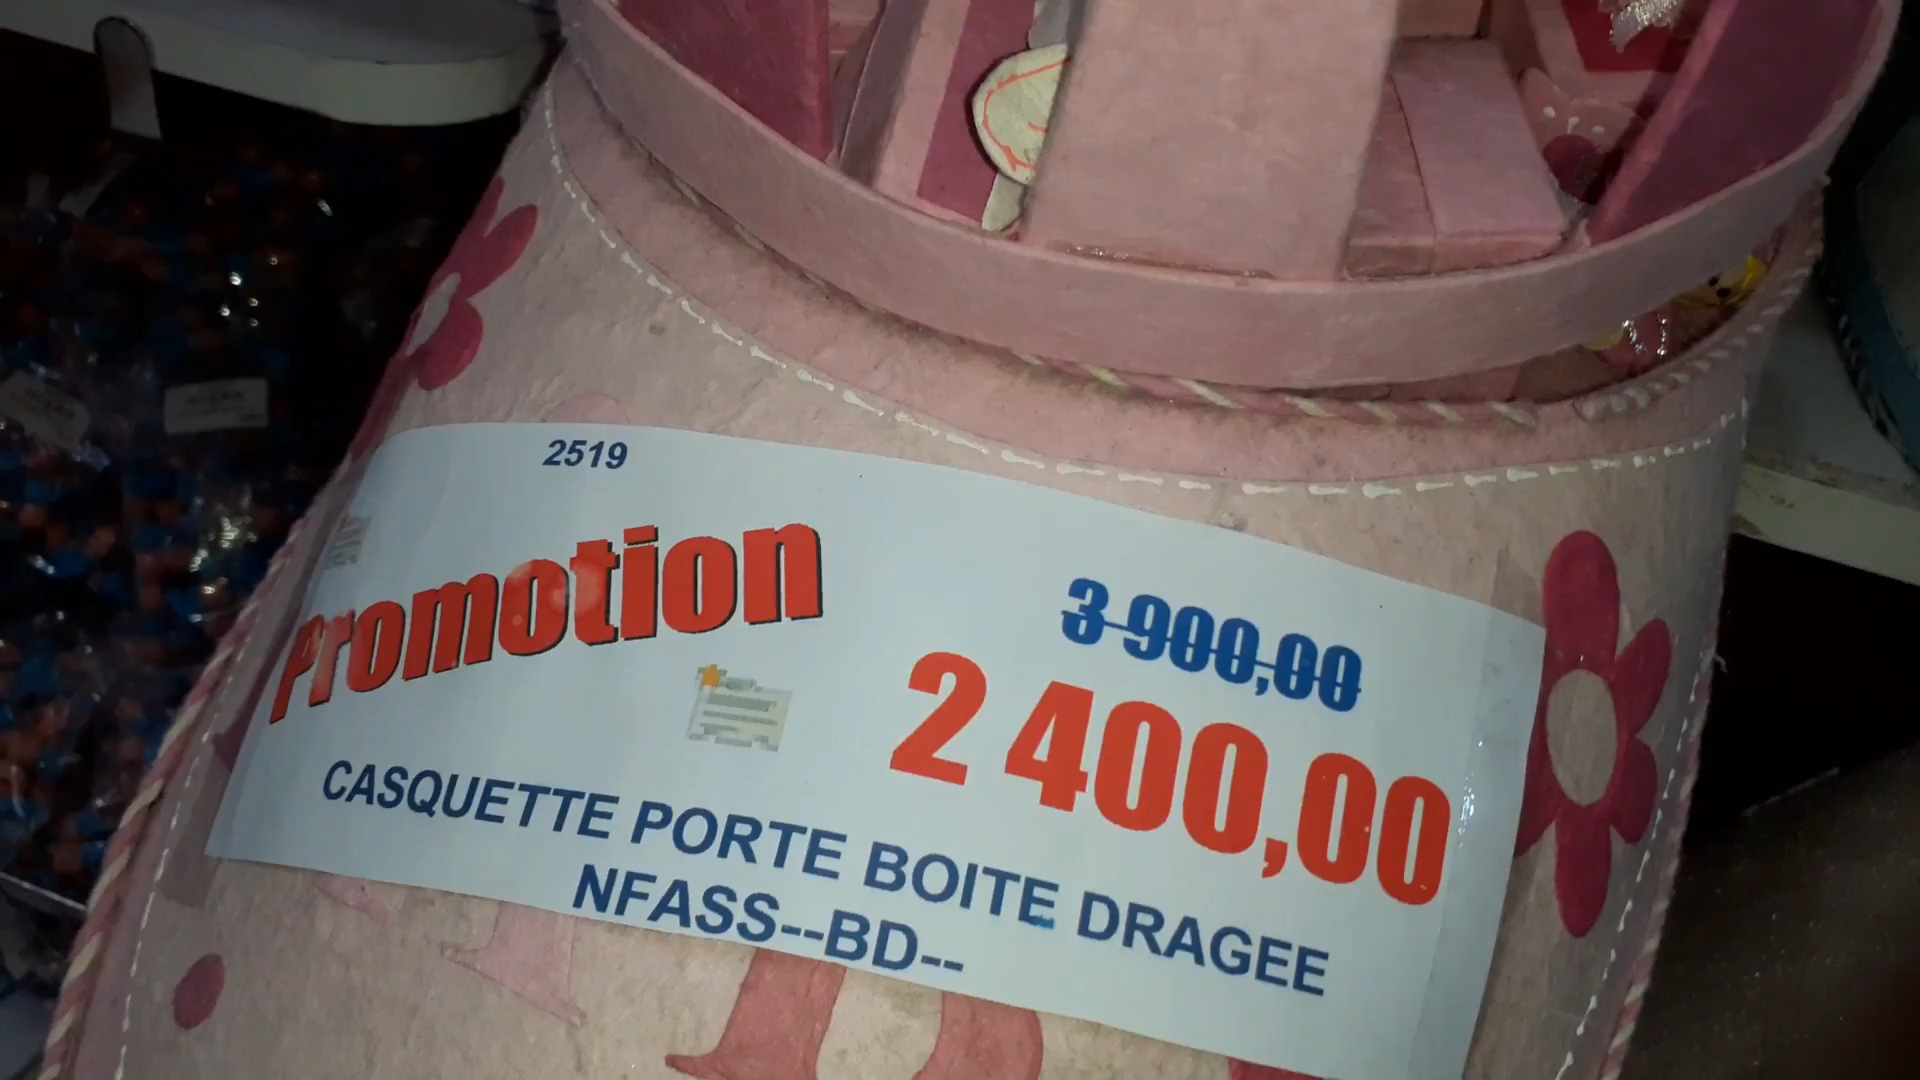 2519
Promotion
3 900,00
2 400,00
CASQUETTE PORTE BOITE DRAGEE
NFASS--BD--